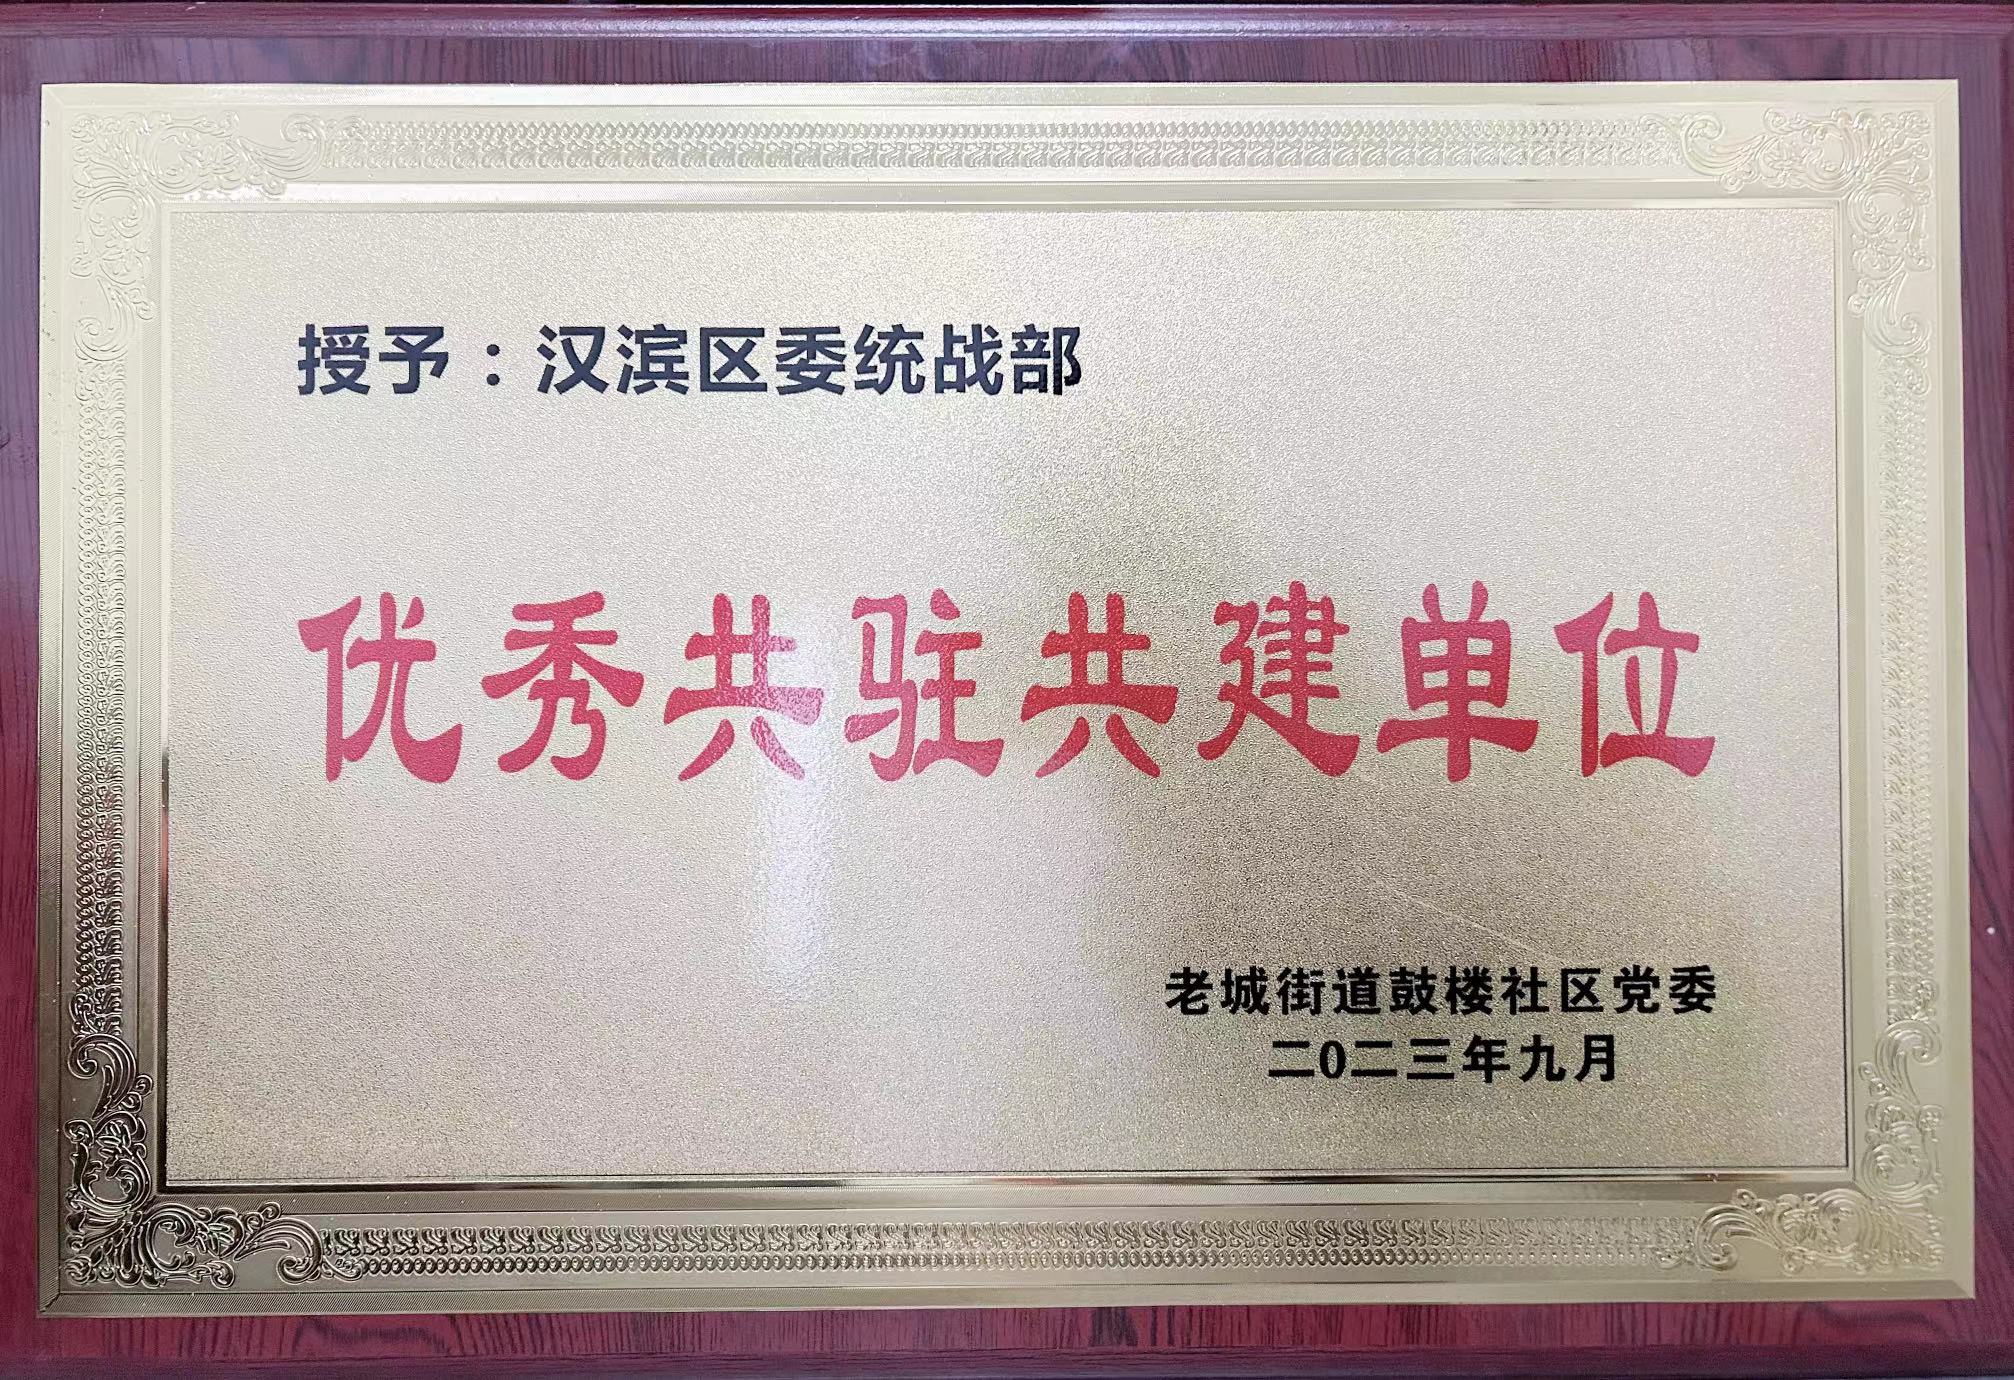 授予：汉滨区委统战部
优秀共驻共建单位
老城街道鼓楼社区党委
二0二三年九月